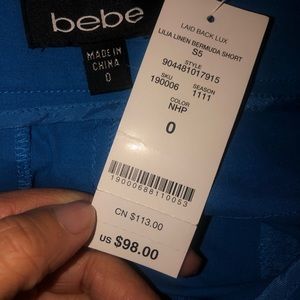 bebe
MADE IN
CHINA
0
LAID BACK LUX
LILIA LINEN BERMUDA SHORT
S5
STYLE
904481017915
SKU
190006
SEASON
1111
COLOR
NHP
0
19000688110053
CN $113.00
US $98.00